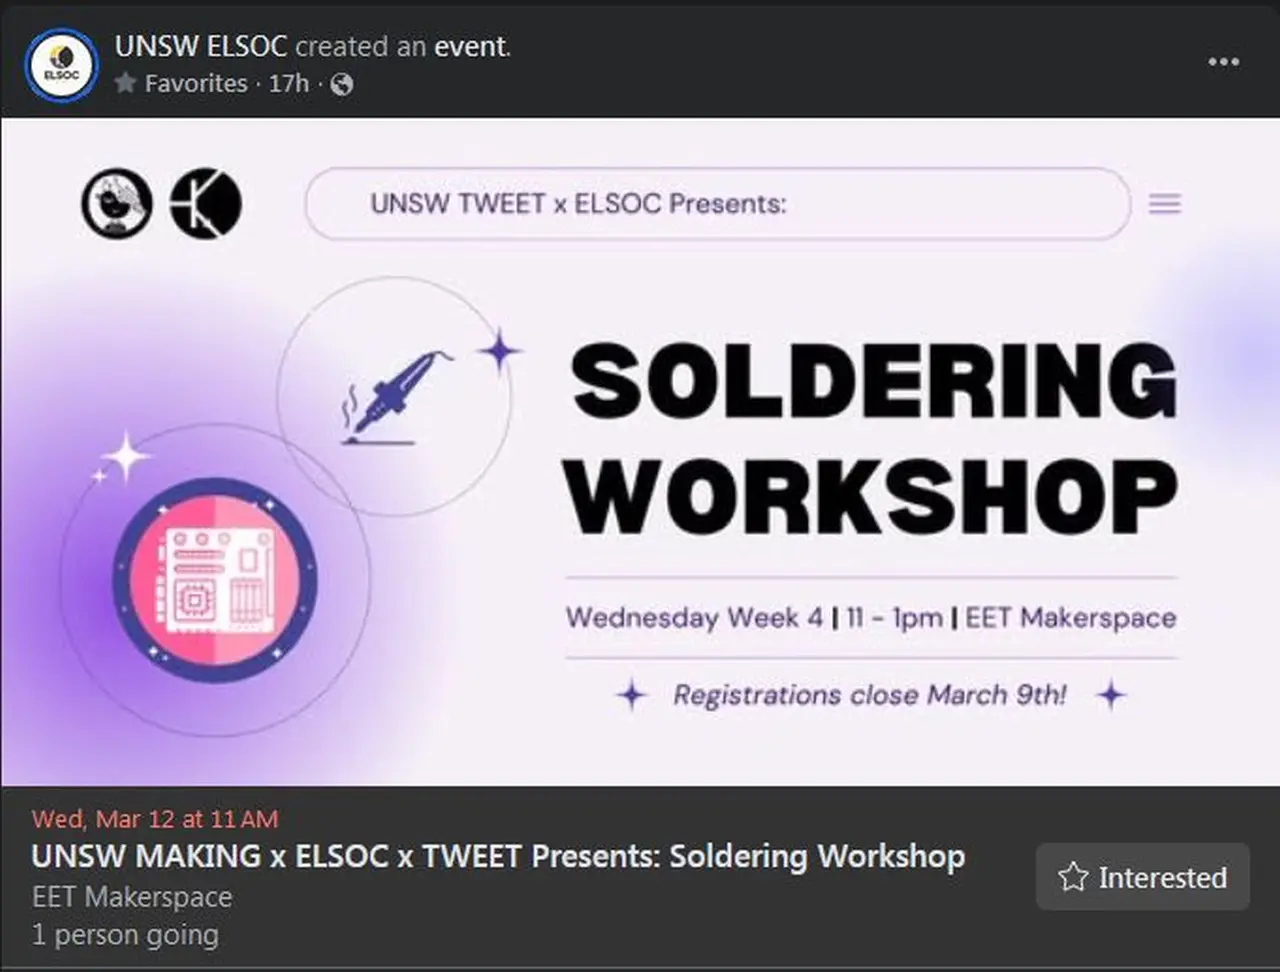 UNSW ELSOC created an event.
ELSOC
Favorites · 17h ·
UNSW TWEET x ELSOC Presents:
SOLDERING
WORKSHOP
Wednesday Week 4 | 11 - 1pm | EET Makerspace
Registrations close March 9th!
Wed, Mar 12 at 11 AM
UNSW MAKING x ELSOC x TWEET Presents: Soldering Workshop
EET Makerspace
1 person going
Interested